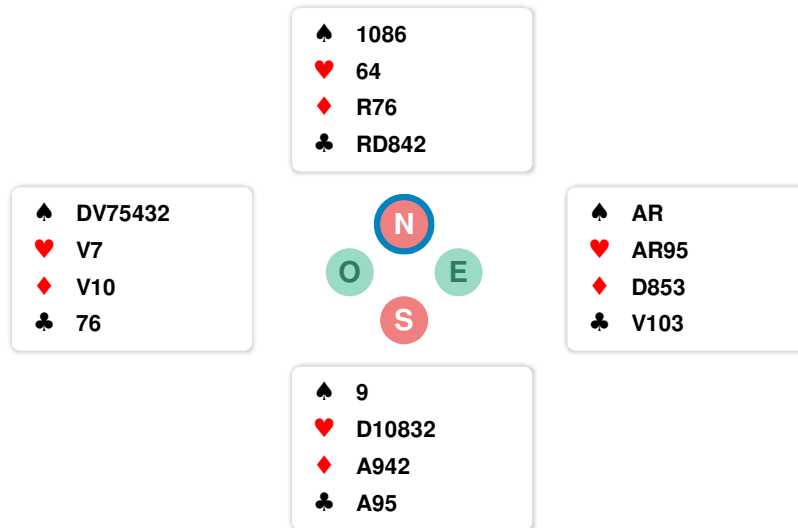 ♠ 1086
♥ 64
♦ R76
♣ RD842
♠ DV75432
♥ V7
♦ V10
♣ 76
N
O E
S
♠ AR
♥ AR95
♦ D853
♣ V103
♠ 9
♥ D10832
♦ A942
♣ A95